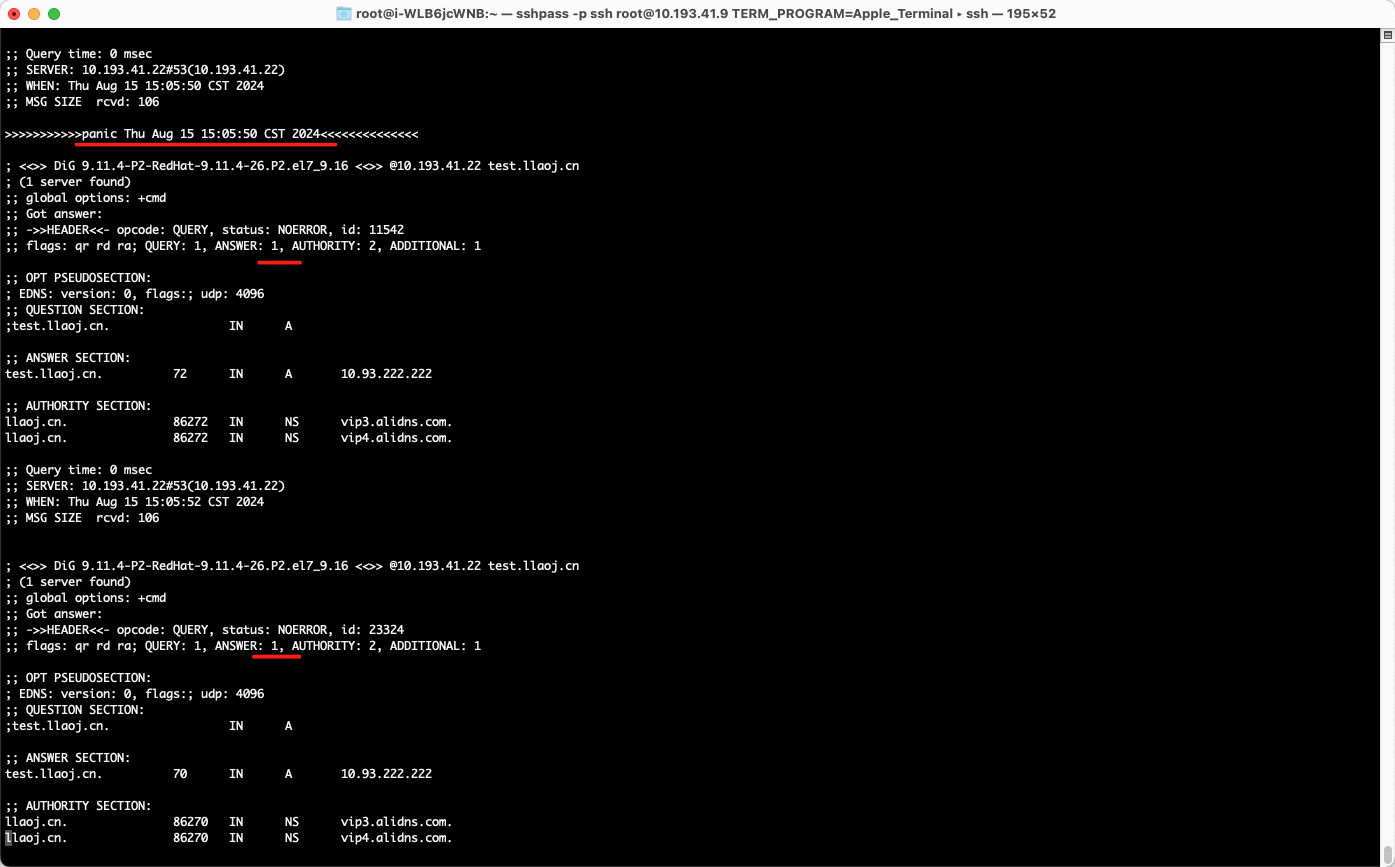 root@i-WLB6jcWNB:~ — sshpass -p ssh root@10.193.41.9 TERM_PROGRAM=Apple_Terminal ▸ ssh — 195×52
;; Query time: 0 msec
;; SERVER: 10.193.41.22#53(10.193.41.22)
;; WHEN: Thu Aug 15 15:05:50 CST 2024
;; MSG SIZE  rcvd: 106
>>>>>>>>>>>panic Thu Aug 15 15:05:50 CST 2024<<<<<<<<<<<<<<
; <<>> DiG 9.11.4-P2-RedHat-9.11.4-26.P2.el7_9.16 <<>> @10.193.41.22 test.llaoj.cn
; (1 server found)
;; global options: +cmd
;; Got answer:
;; ->>HEADER<<- opcode: QUERY, status: NOERROR, id: 11542
;; flags: qr rd ra; QUERY: 1, ANSWER: 1, AUTHORITY: 2, ADDITIONAL: 1
;; OPT PSEUDOSECTION:
; EDNS: version: 0, flags:; udp: 4096
;; QUESTION SECTION:
;test.llaoj.cn. IN A
;; ANSWER SECTION:
test.llaoj.cn. 72 IN A 10.93.222.222
;; AUTHORITY SECTION:
llaoj.cn. 86272 IN NS vip3.alidns.com.
llaoj.cn. 86272 IN NS vip4.alidns.com.
;; Query time: 0 msec
;; SERVER: 10.193.41.22#53(10.193.41.22)
;; WHEN: Thu Aug 15 15:05:52 CST 2024
;; MSG SIZE  rcvd: 106
; <<>> DiG 9.11.4-P2-RedHat-9.11.4-26.P2.el7_9.16 <<>> @10.193.41.22 test.llaoj.cn
; (1 server found)
;; global options: +cmd
;; Got answer:
;; ->>HEADER<<- opcode: QUERY, status: NOERROR, id: 23324
;; flags: qr rd ra; QUERY: 1, ANSWER: 1, AUTHORITY: 2, ADDITIONAL: 1
;; OPT PSEUDOSECTION:
; EDNS: version: 0, flags:; udp: 4096
;; QUESTION SECTION:
;test.llaoj.cn. IN A
;; ANSWER SECTION:
test.llaoj.cn. 70 IN A 10.93.222.222
;; AUTHORITY SECTION:
llaoj.cn. 86270 IN NS vip3.alidns.com.
llaoj.cn. 86270 IN NS vip4.alidns.com.